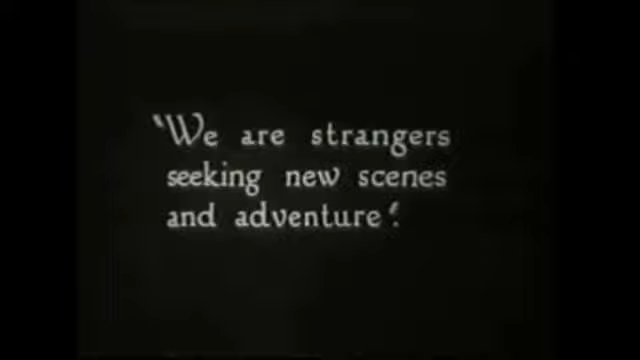 "We are strangers
seeking new scenes
and adventure".